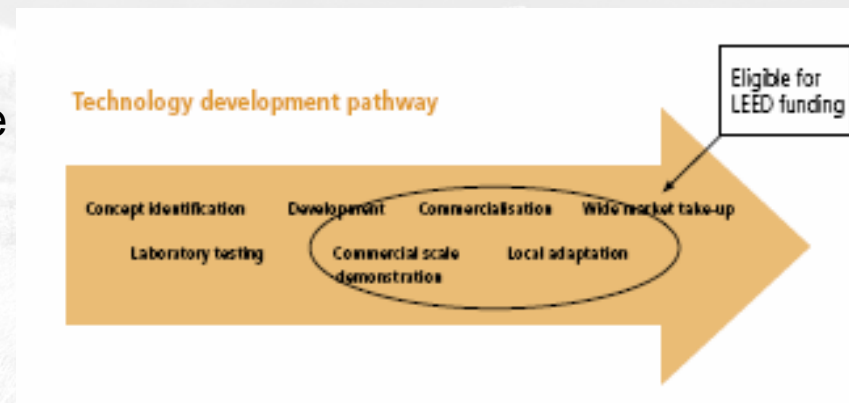 e
Technology development pathway
Eligible for
LEED funding
Concept identification Development Commercialisation Wide market take-up
Laboratory testing Commercial scale demonstration Local adaptation